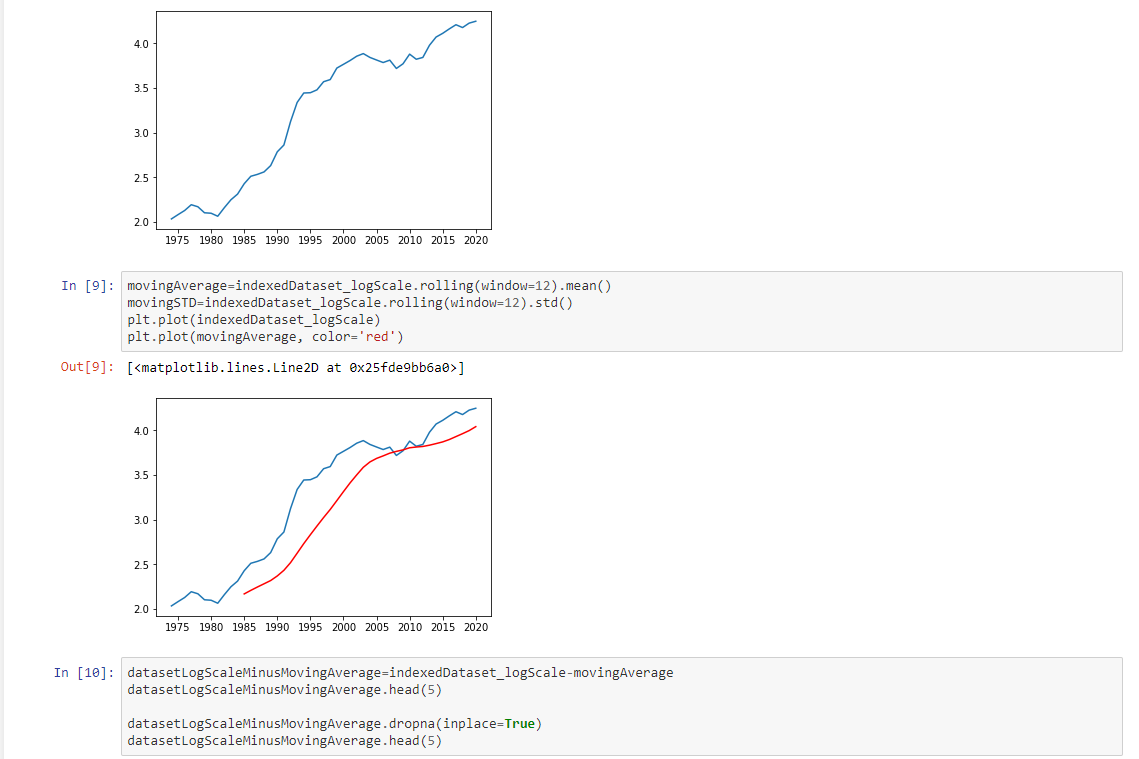 4.0
3.5
3.0
2.5
2.0
1975 1980 1985 1990 1995 2000 2005 2010 2015 2020
In [9]: movingAverage=indexedDataset_logScale.rolling(window=12).mean()
movingSTD=indexedDataset_logScale.rolling(window=12).std()
plt.plot(indexedDataset_logScale)
plt.plot(movingAverage, color='red')
Out[9]: [<matplotlib.lines.Line2D at 0x25fde9bb6a0>]
4.0
3.5
3.0
2.5
2.0
1975 1980 1985 1990 1995 2000 2005 2010 2015 2020
In [10]: datasetLogScaleMinusMovingAverage=indexedDataset_logScale-movingAverage
datasetLogScaleMinusMovingAverage.head(5)
datasetLogScaleMinusMovingAverage.dropna(inplace=True)
datasetLogScaleMinusMovingAverage.head(5)